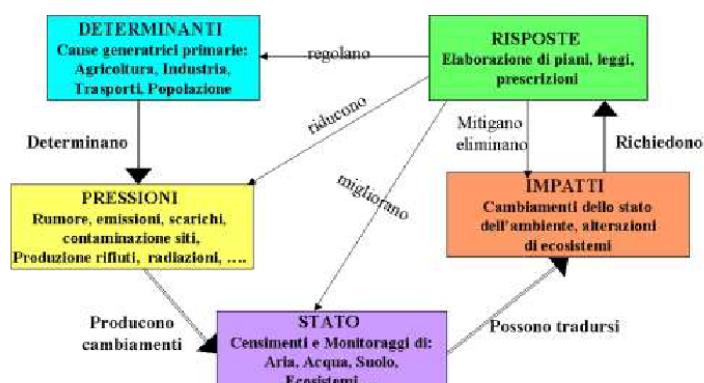 DETERMINANTI
Cause generatrici primarie:
Agricoltura, Industria,
Trasporti, Popolazione
regolano
RISPOSTE
Elaborazione di piani, leggi,
prescrizioni
Determinano
riducono
Mitigano
eliminano
Richiedono
migliorano
PRESSIONI
Rumore, emissioni, scarichi,
contaminazione siti,
Produzione rifiuti, radiazioni, ....
IMPATTI
Cambiamenti dello stato
dell'ambiente, alterazioni
di ecosistemi
Producono
cambiamenti
STATO
Censimenti e Monitoraggi di:
Aria, Acqua, Suolo,
Ecosistemi
Possono tradursi